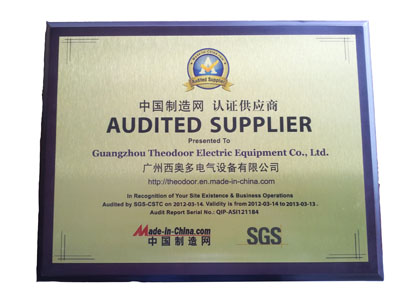 Audited Supplier
中国制造网 认证供应商
AUDITED SUPPLIER
Presented To
Guangzhou Theodoor Electric Equipment Co., Ltd.
广州西奥多电气设备有限公司
http://theodoor.en.made-in-china.com
In Recognition of Your Site Existence & Business Operations
Audited by SGS-CSTC on 2012-03-14. Validity is from 2012-03-14 to 2013-03-13.
Audit Report Serial No.: QIP-ASI121184
Made-in-China.com
中国制造网
SGS